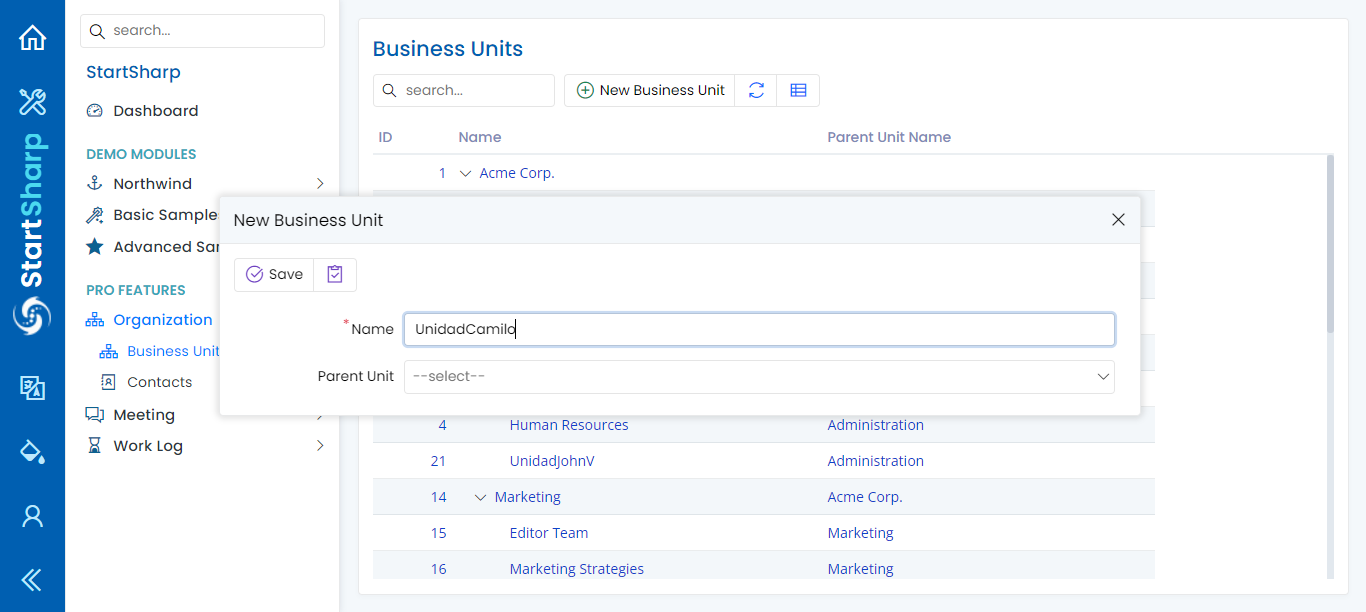 StartSharp
search...
StartSharp
Dashboard
DEMO MODULES
Northwind
Basic Sample
Advanced Sa
PRO FEATURES
Organization
Business Unit
Contacts
Meeting
Work Log
Business Units
search...
New Business Unit
ID Name Parent Unit Name
1 Acme Corp.
New Business Unit
Save
*Name UnidadCamilo
Parent Unit --select--
4 Human Resources Administration
21 UnidadJohnV Administration
14 Marketing Acme Corp.
15 Editor Team Marketing
16 Marketing Strategies Marketing